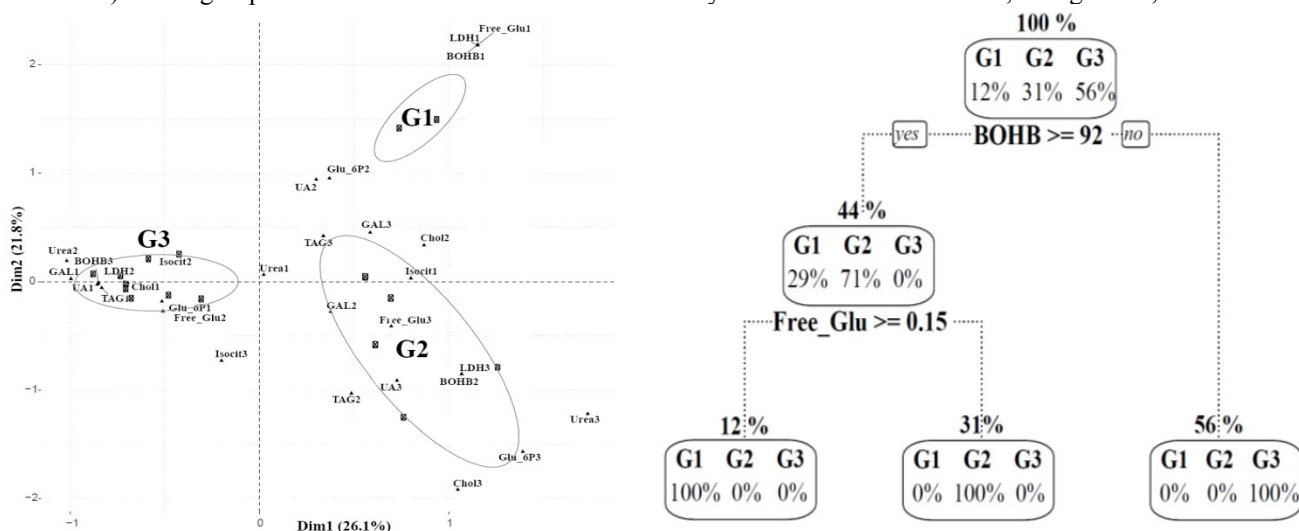 Free_Glu1
LDH1
BOHB1
2
G1
1
Glu_6P2
UA2
GAL3
TAG3
Chol2
G3
Urea2
BOHB3
Isocit2
LDH2
Urea1
Isocit1
GAL1
0
UA1
TAG1
Chol1
Glu_6P1
Free_Glu2
GAL2
Free_Glu3
G2
Isocit3
LDH3
BOHB2
-1
UA3
TAG2
Urea3
Glu_6P3
Chol3
-2
-1
0
1
Dim2 (21.8%)
Dim1 (26.1%)
100 %
G1 G2 G3
12% 31% 56%
yes BOHB >= 92 no
44 %
G1 G2 G3
29% 71% 0%
Free_Glu >= 0.15
12 % 31% 56 %
G1 G2 G3 G1 G2 G3 G1 G2 G3
100% 0% 0% 0% 100% 0% 0% 0% 100%